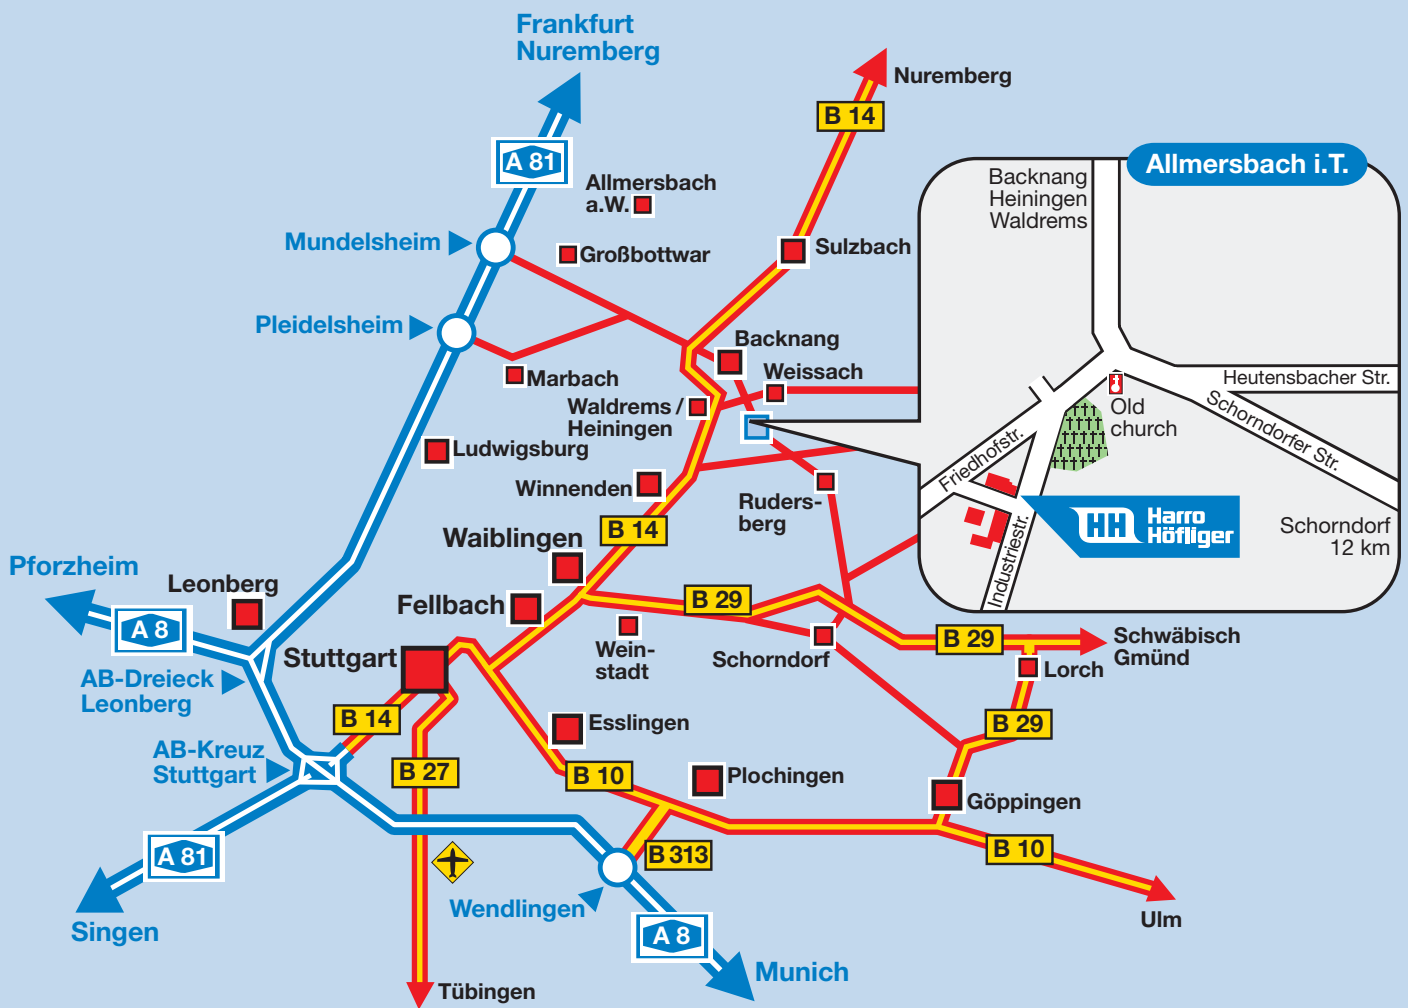 Frankfurt
Nuremberg
Nuremberg
B 14
A 81
Allmersbach
a.W.
Mundelsheim
Großbottwar
Sulzbach
Pleidelsheim
Backnang
Weissach
Marbach
Waldrems /
Heiningen
Ludwigsburg
Winnenden
Ruders-
berg
B 14
Waiblingen
Pforzheim
Leonberg
Fellbach
B 29
A 8
Wein-
stadt
Schorndorf
B 29
Schwäbisch
Gmünd
Stuttgart
Lorch
AB-Dreieck
Leonberg
B 14
Esslingen
B 29
AB-Kreuz
Stuttgart
B 27
B 10
Plochingen
Göppingen
A 81
B 313
B 10
Wendlingen
Ulm
Singen
A 8
Munich
Tübingen
Allmersbach i.T.
Backnang
Heiningen
Waldrems
Heutensbacher Str.
Schorndorfer Str.
Old
church
Friedhofstr.
Industriestr.
HH
Harro
Höfliger
Schorndorf
12 km